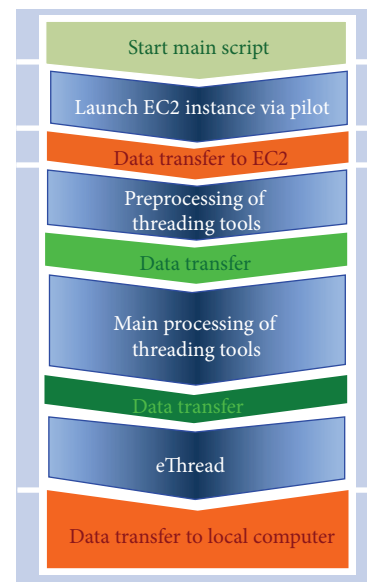 Start main script
Launch EC2 instance via pilot
Data transfer to EC2
Preprocessing of
threading tools
Data transfer
Main processing of
threading tools
Data transfer
eThread
Data transfer to local computer